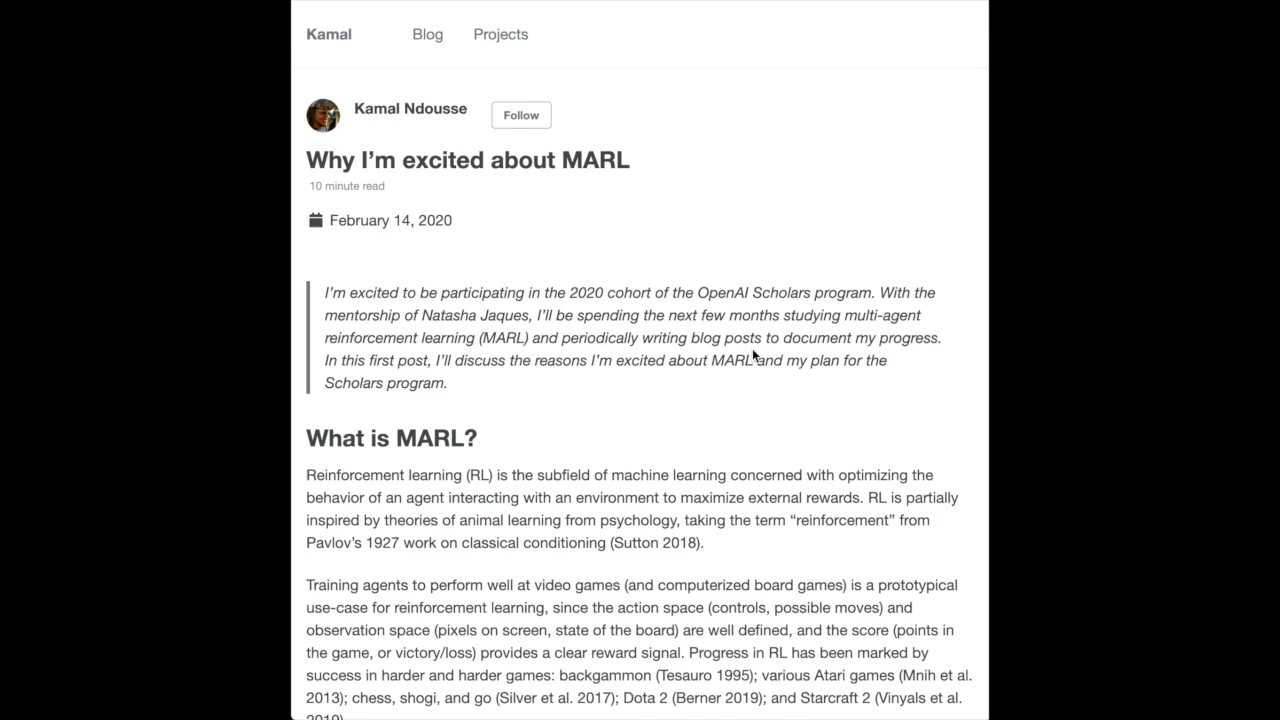 Kamal Blog Projects
Kamal Ndousse Follow
Why I’m excited about MARL
10 minute read
February 14, 2020
I’m excited to be participating in the 2020 cohort of the OpenAI Scholars program. With the
mentorship of Natasha Jaques, I’ll be spending the next few months studying multi-agent
reinforcement learning (MARL) and periodically writing blog posts to document my progress.
In this first post, I’ll discuss the reasons I’m excited about MARL and my plan for the
Scholars program.
What is MARL?
Reinforcement learning (RL) is the subfield of machine learning concerned with optimizing the
behavior of an agent interacting with an environment to maximize external rewards. RL is partially
inspired by theories of animal learning from psychology, taking the term “reinforcement” from
Pavlov’s 1927 work on classical conditioning (Sutton 2018).
Training agents to perform well at video games (and computerized board games) is a prototypical
use-case for reinforcement learning, since the action space (controls, possible moves) and
observation space (pixels on screen, state of the board) are well defined, and the score (points in
the game, or victory/loss) provides a clear reward signal. Progress in RL has been marked by
success in harder and harder games: backgammon (Tesauro 1995); various Atari games (Mnih et al.
2013); chess, shogi, and go (Silver et al. 2017); Dota 2 (Berner 2019); and Starcraft 2 (Vinyals et al.